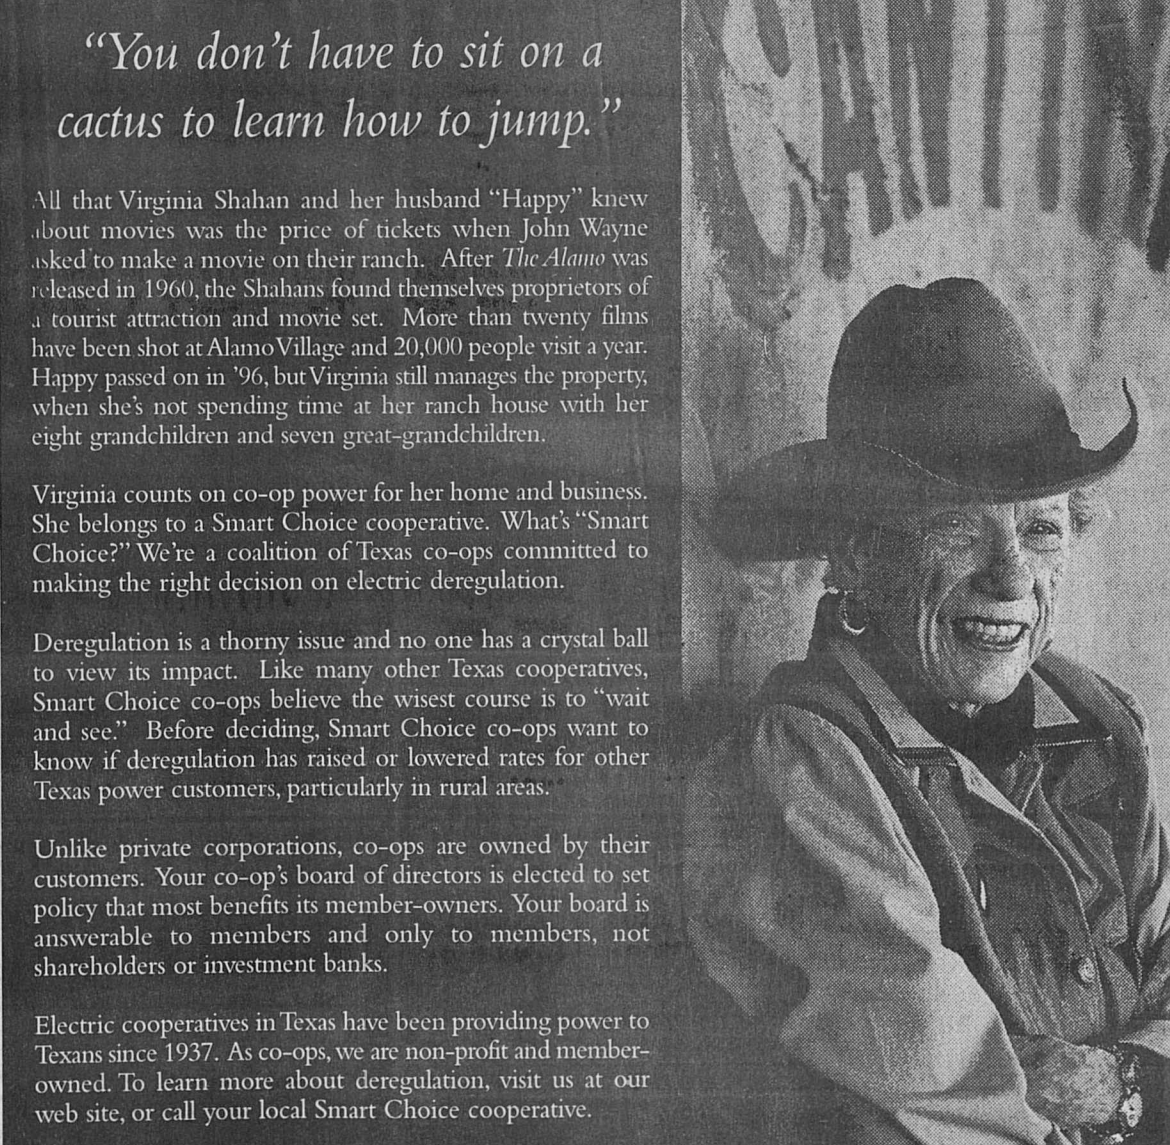 “You don’t have to sit on a
cactus to learn how to jump.”
All that Virginia Shahan and her husband “Happy” knew
about movies was the price of tickets when John Wayne
asked to make a movie on their ranch. After The Alamo was
released in 1960, the Shahans found themselves proprietors of
a tourist attraction and movie set. More than twenty films
have been shot at Alamo Village and 20,000 people visit a year.
Happy passed on in ’96, but Virginia still manages the property,
when she’s not spending time at her ranch house with her
eight grandchildren and seven great-grandchildren.
Virginia counts on co-op power for her home and business.
She belongs to a Smart Choice cooperative. What’s “Smart
Choice?” We’re a coalition of Texas co-ops committed to
making the right decision on electric deregulation.
Deregulation is a thorny issue and no one has a crystal ball
to view its impact. Like many other Texas cooperatives,
Smart Choice co-ops believe the wisest course is to “wait
and see.” Before deciding, Smart Choice co-ops want to
know if deregulation has raised or lowered rates for other
Texas power customers, particularly in rural areas.
Unlike private corporations, co-ops are owned by their
customers. Your co-op’s board of directors is elected to set
policy that most benefits its member-owners. Your board is
answerable to members and only to members, not
shareholders or investment banks.
Electric cooperatives in Texas have been providing power to
Texans since 1937. As co-ops, we are non-profit and member-
owned. To learn more about deregulation, visit us at our
web site, or call your local Smart Choice cooperative.